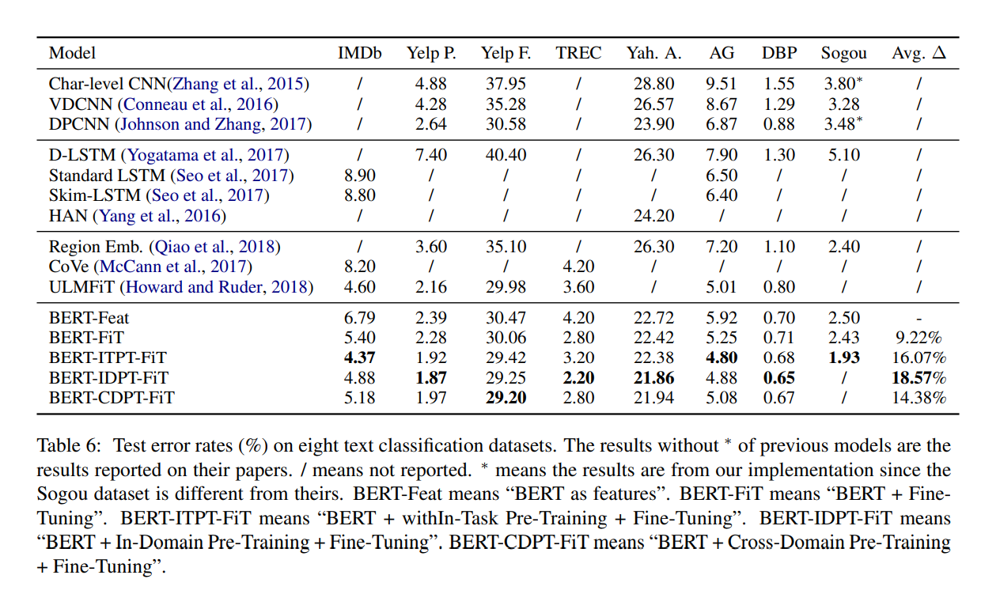 Model IMDb Yelp P. Yelp F. TREC Yah. A. AG DBP Sogou Avg. Δ
Char-level CNN(Zhang et al., 2015) / 4.88 37.95 / 28.80 9.51 1.55 3.80* /
VDCNN (Conneau et al., 2016) / 4.28 35.28 / 26.57 8.67 1.29 3.28 /
DPCNN (Johnson and Zhang, 2017) / 2.64 30.58 / 23.90 6.87 0.88 3.48* /
D-LSTM (Yogatama et al., 2017) / 7.40 40.40 / 26.30 7.90 1.30 5.10 /
Standard LSTM (Seo et al., 2017) 8.90 / / / / 6.50 / / /
Skim-LSTM (Seo et al., 2017) 8.80 / / / / 6.40 / / /
HAN (Yang et al., 2016) / / / / 24.20 / / / /
Region Emb. (Qiao et al., 2018) / 3.60 35.10 / 26.30 7.20 1.10 2.40 /
CoVe (McCann et al., 2017) 8.20 / / 4.20 / / / / /
ULMFiT (Howard and Ruder, 2018) 4.60 2.16 29.98 3.60 / 5.01 0.80 / /
BERT-Feat 6.79 2.39 30.47 4.20 22.72 5.92 0.70 2.50 -
BERT-FiT 5.40 2.28 30.06 2.80 22.42 5.25 0.71 2.43 9.22%
BERT-ITPT-FiT 4.37 1.92 29.42 3.20 22.38 4.80 0.68 1.93 16.07%
BERT-IDPT-FiT 4.88 1.87 29.25 2.20 21.86 4.88 0.65 / 18.57%
BERT-CDPT-FiT 5.18 1.97 29.20 2.80 21.94 5.08 0.67 / 14.38%
Table 6: Test error rates (%) on eight text classification datasets. The results without * of previous models are the
results reported on their papers. / means not reported. * means the results are from our implementation since the
Sogou dataset is different from theirs. BERT-Feat means “BERT as features”. BERT-FiT means “BERT + Fine-
Tuning”. BERT-ITPT-FiT means “BERT + withIn-Task Pre-Training + Fine-Tuning”. BERT-IDPT-FiT means
“BERT + In-Domain Pre-Training + Fine-Tuning”. BERT-CDPT-FiT means “BERT + Cross-Domain Pre-Training
+ Fine-Tuning”.